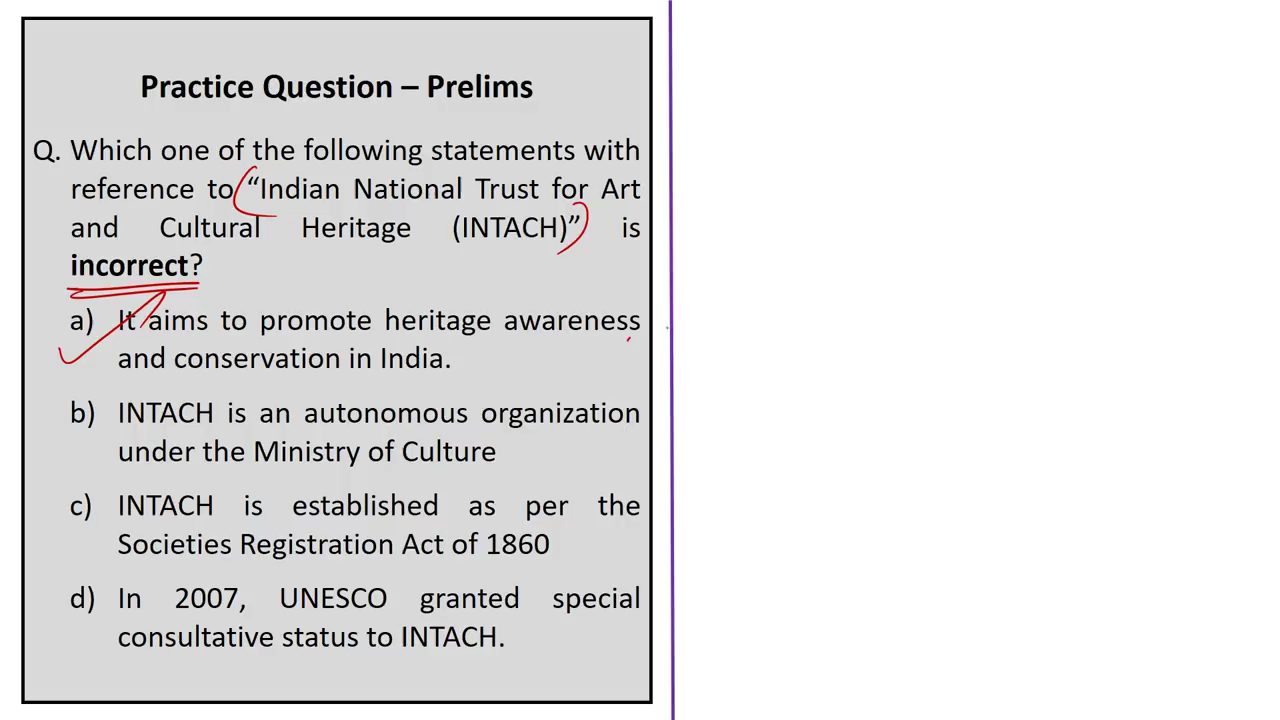 Practice Question – Prelims
Q. Which one of the following statements with
reference to “Indian National Trust for Art
and Cultural Heritage (INTACH)” is
incorrect?
a) It aims to promote heritage awareness
and conservation in India.
b) INTACH is an autonomous organization
under the Ministry of Culture
c) INTACH is established as per the
Societies Registration Act of 1860
d) In 2007, UNESCO granted special
consultative status to INTACH.